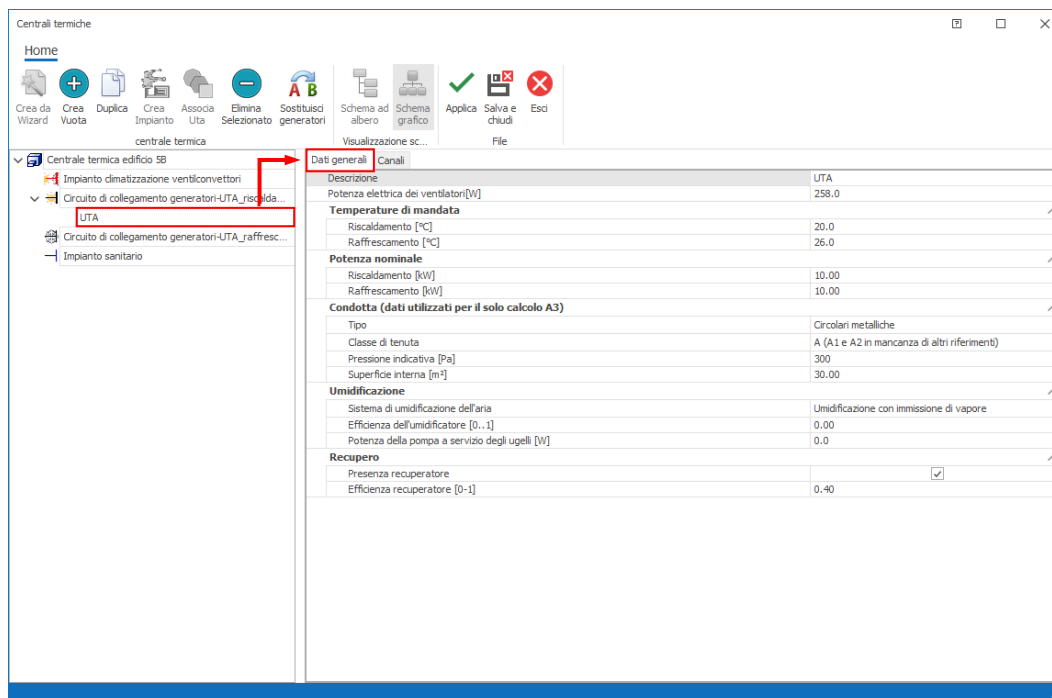 Centrali termiche
Home
Crea da Wizard
Crea Vuota
Duplica
Crea Impianto
Associa Uta
Elimina Selezionato
Sostituisci generatori
Schema ad albero
Schema grafico
Applica
Salva e chiudi
Esci
centrale termica
Visualizzazione sc...
File
Centrale termica edificio 5B
Impianto climatizzazione ventilconvettori
Circuito di collegamento generatori-UTA_riscalda...
UTA
Circuito di collegamento generatori-UTA_raffresc...
Impianto sanitario
Dati generali Canali
Descrizione UTA
Potenza elettrica dei ventilatori[W] 258.0
Temperature di mandata
Riscaldamento [°C] 20.0
Raffrescamento [°C] 26.0
Potenza nominale
Riscaldamento [kW] 10.00
Raffrescamento [kW] 10.00
Condotta (dati utilizzati per il solo calcolo A3)
Tipo Circolari metalliche
Classe di tenuta A (A1 e A2 in mancanza di altri riferimenti)
Pressione indicativa [Pa] 300
Superficie interna [m²] 30.00
Umidificazione
Sistema di umidificazione dell'aria Umidificazione con immissione di vapore
Efficienza dell'umidificatore [0..1] 0.00
Potenza della pompa a servizio degli ugelli [W] 0.0
Recupero
Presenza recuperatore
Efficienza recuperatore [0-1] 0.40